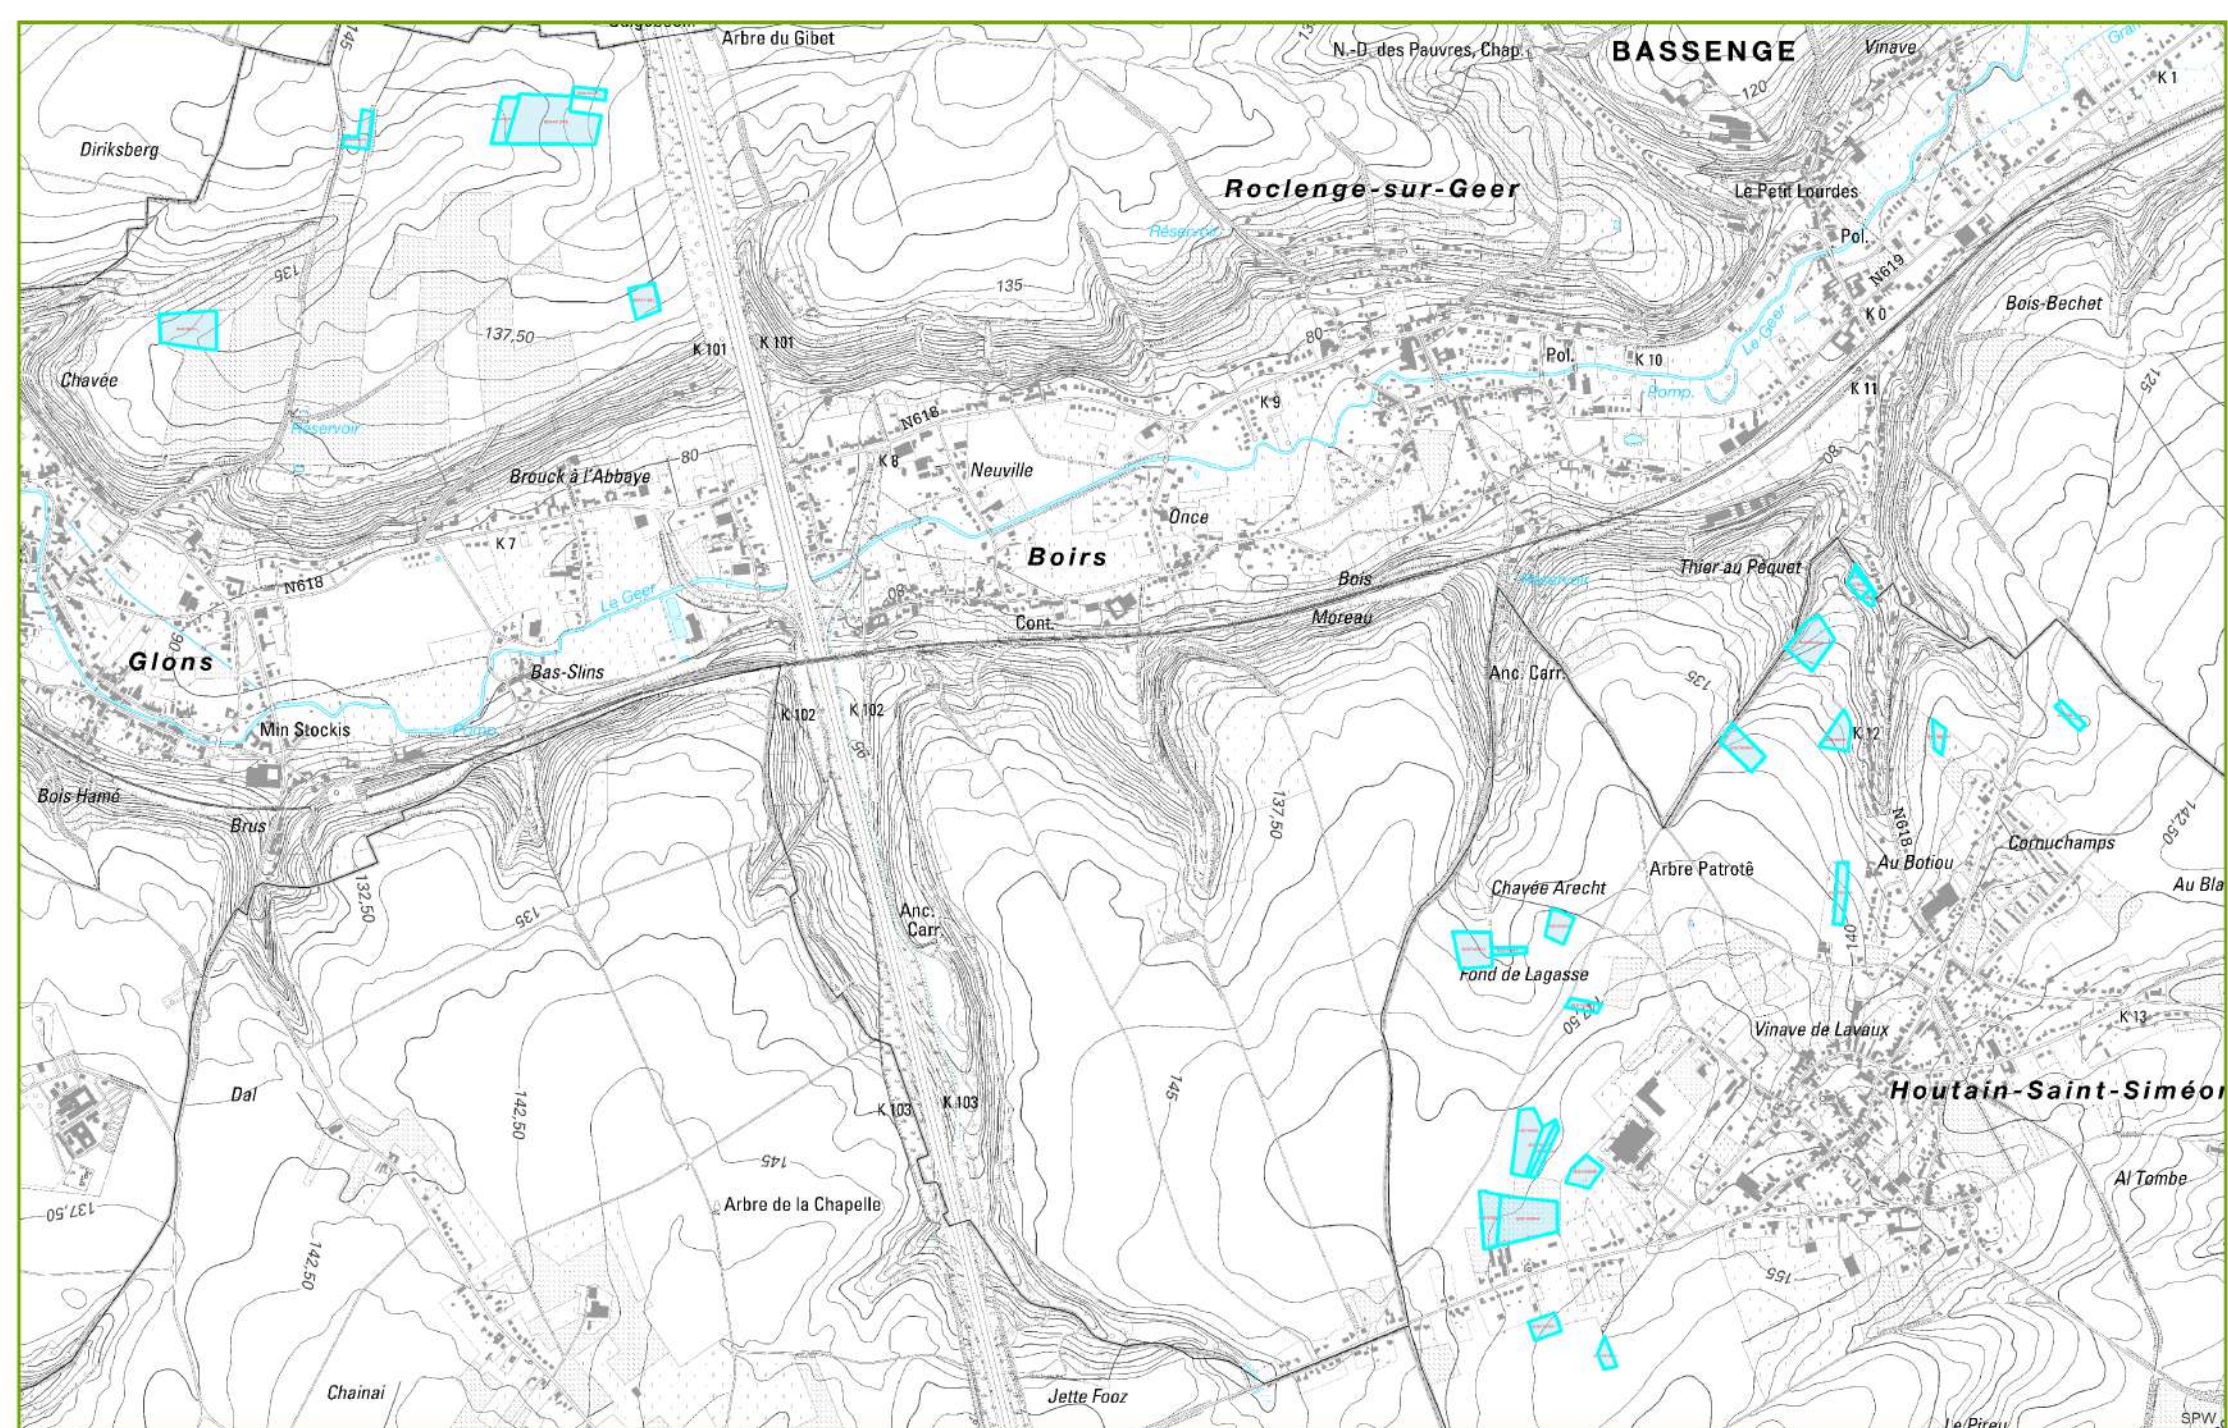 Arbre du Gibet
N.-D. des Pauvres, Chap.
BASSENGE
Vinave
K 1
145
120
Diriksberg
Roclenge-sur-Geer
Le Petit Lourdes
Réservoir
Pol.
N619
135
135
Bois-Bechet
K 0
Le Geer
137,50
K 101
K 101
80
Pol.
K 10
Chavée
Pomp.
K 11
125
K 9
N618
Réservoir
80
K 8
Neuville
80
Brouck à l'Abbaye
Once
K 7
Boirs
Thier au Pèquet
Bois
Réservoir
N618
Le Geer
80
Cont.
Moreau
90
Glons
Bas-Slins
Anc. Carr.
135
K 102
K 102
Min Stockis
Pomp.
K 12
95
Bois Hamé
137,50
Brus
N618
142,50
Cornuchamps
Au Botiou
Arbre Patrotê
132,50
Chavée Arecht
Au Bla
135
Anc.
Carr.
140
Fond de Lagasse
137,50
Vinave de Lavaux
K 13
Dal
145
Houtain-Saint-Siméon
142,50
K 103
K 103
145
Al Tombe
Arbre de la Chapelle
137,50
142,50
155
Chainai
Jette Fooz
Le Pireu
SPW